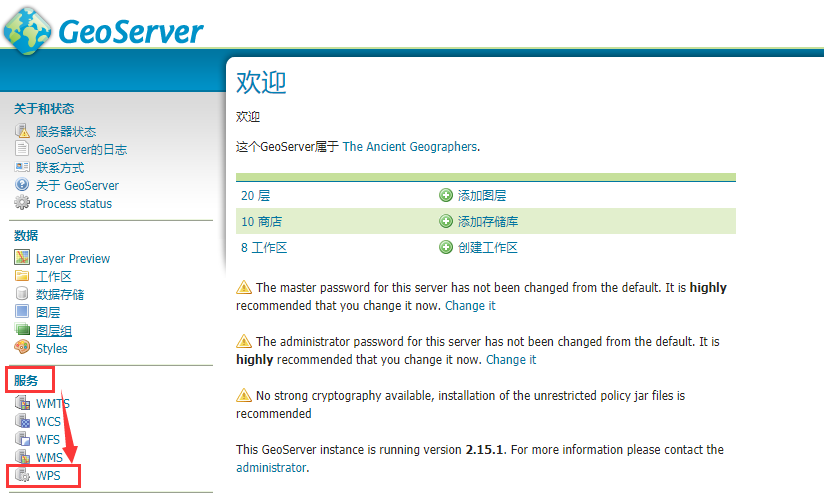 GeoServer
关于和状态
服务器状态
GeoServer的日志
联系方式
关于 GeoServer
Process status
数据
Layer Preview
工作区
数据存储
图层
图层组
Styles
服务
WMTS
WCS
WFS
WMS
WPS
欢迎
欢迎
这个GeoServer属于 The Ancient Geographers.
20 层 添加图层
10 商店 添加存储库
8 工作区 创建工作区
The master password for this server has not been changed from the default. It is highly
recommended that you change it now. Change it
The administrator password for this server has not been changed from the default. It is
highly recommended that you change it now. Change it
No strong cryptography available, installation of the unrestricted policy jar files is
recommended
This GeoServer instance is running version 2.15.1. For more information please contact the
administrator.